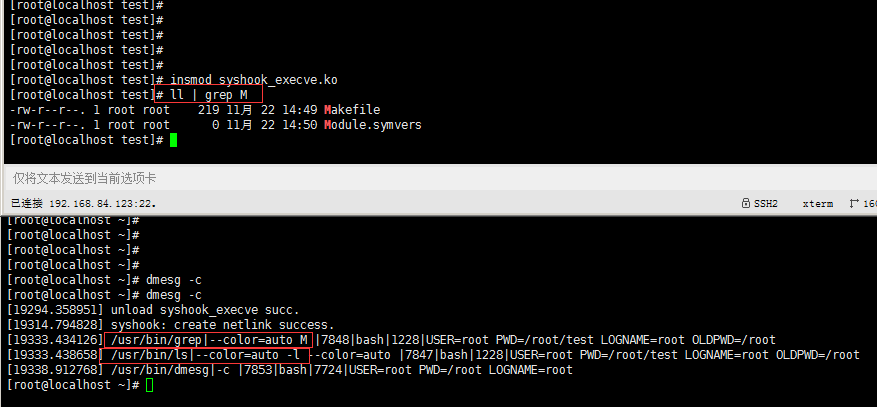 [root@localhost test]#
[root@localhost test]#
[root@localhost test]#
[root@localhost test]#
[root@localhost test]#
[root@localhost test]# insmod syshook_execve.ko
[root@localhost test]# ll | grep M
-rw-r--r--. 1 root root    219 11月  22 14:49 Makefile
-rw-r--r--. 1 root root      0 11月  22 14:50 Module.symvers
[root@localhost test]#
仅将文本发送到当前选项卡
已连接 192.168.84.123:22。 SSH2 xterm 160
[root@localhost ~]#
[root@localhost ~]#
[root@localhost ~]#
[root@localhost ~]#
[root@localhost ~]# dmesg -c
[root@localhost ~]# dmesg -c
[19294.358951] unload syshook_execve succ.
[19314.794828] syshook: create netlink success.
[19333.434126] /usr/bin/grep|--color=auto M |7848|bash|1228|USER=root PWD=/root/test LOGNAME=root OLDPWD=/root
[19333.438658] /usr/bin/ls|--color=auto -l --color=auto |7847|bash|1228|USER=root PWD=/root/test LOGNAME=root OLDPWD=/root
[19338.912768] /usr/bin/dmesg|-c |7853|bash|7724|USER=root PWD=/root LOGNAME=root
[root@localhost ~]#